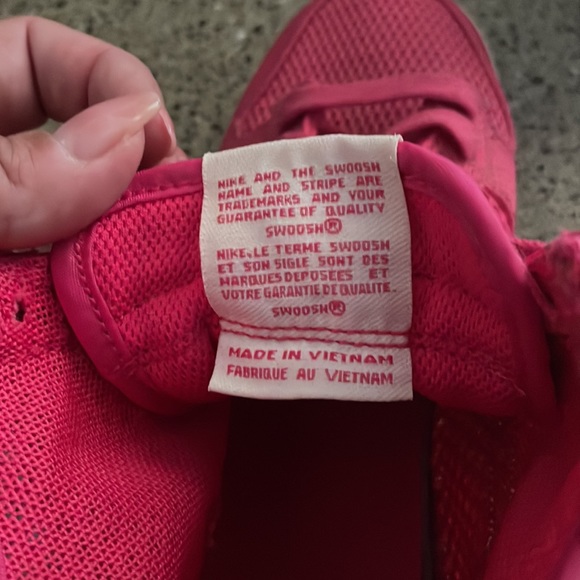 NIKE AND THE SWOOSH
NAME AND STRIPE ARE
TRADEMARKS AND YOUR
GUARANTEE OF QUALITY
SWOOSH®
NIKE, LE TERME SWOOSH
ET SON SIGLE SONT DES
MARQUES DEPOSEES ET
VOTRE GARANTIE DE QUALITE.
SWOOSH®
MADE IN VIETNAM
FABRIQUE AU VIETNAM